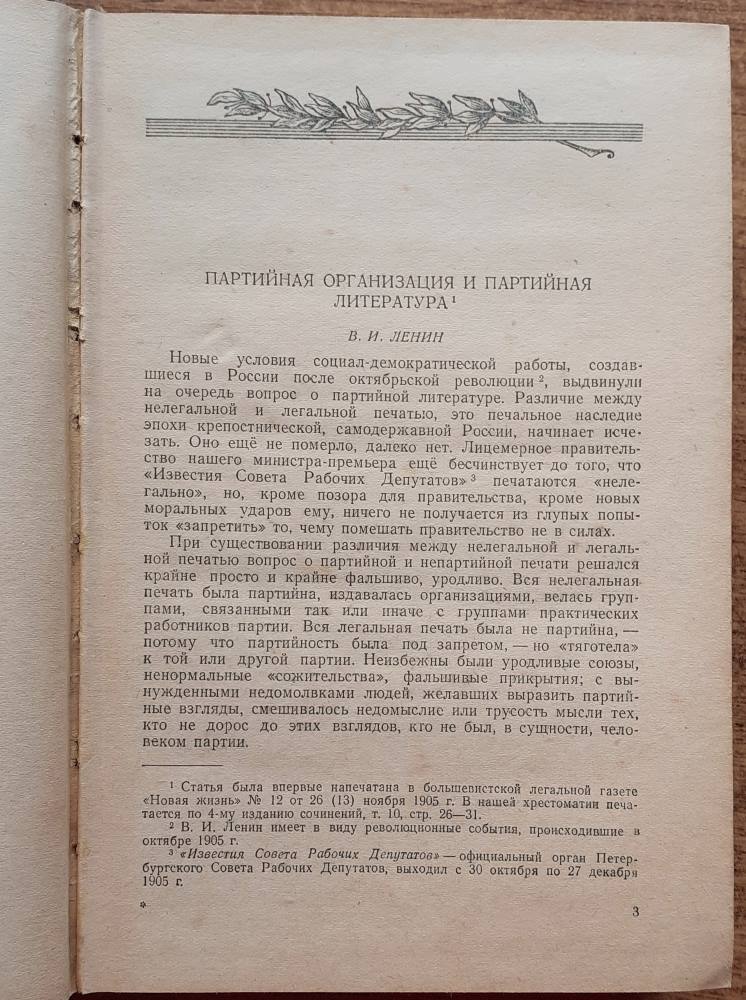 ПАРТИЙНАЯ ОРГАНИЗАЦИЯ И ПАРТИЙНАЯ
ЛИТЕРАТУРА¹
В. И. ЛЕНИН
Новые условия социал-демократической работы, создав-
шиеся в России после октябрьской революции², выдвинули
на очередь вопрос о партийной литературе. Различие между
нелегальной и легальной печатью, это печальное наследие
эпохи крепостнической, самодержавной России, начинает исче-
зать. Оно ещё не померло, далеко нет. Лицемерное правитель-
ство нашего министра-премьера ещё бесчинствует до того, что
«Известия Совета Рабочих Депутатов»³ печатаются «неле-
гально», но, кроме позора для правительства, кроме новых
моральных ударов ему, ничего не получается из глупых попы-
ток «запретить» то, чему помешать правительство не в силах.
При существовании различия между нелегальной и легаль-
ной печатью вопрос о партийной и непартийной печати решался
крайне просто и крайне фальшиво, уродливо. Вся нелегальная
печать была партийна, издавалась организациями, велась груп-
пами, связанными так или иначе с группами практических
работников партии. Вся легальная печать была не партийна, —
потому что партийность была под запретом, — но «тяготела»
к той или другой партии. Неизбежны были уродливые союзы,
ненормальные «сожительства», фальшивые прикрытия; с вы-
нужденными недомолвками людей, желавших выразить партий-
ные взгляды, смешивалось недомыслие или трусость мысли тех,
кто не дорос до этих взглядов, кто не был, в сущности, чело-
веком партии.
¹ Статья была впервые напечатана в большевистской легальной газете
«Новая жизнь» № 12 от 26 (13) ноября 1905 г. В нашей хрестоматии печа-
тается по 4-му изданию сочинений, т. 10, стр. 26—31.
² В. И. Ленин имеет в виду революционные события, происходившие в
октябре 1905 г.
³ «Известия Совета Рабочих Депутатов» — официальный орган Петер-
бургского Совета Рабочих Депутатов, выходил с 30 октября по 27 декабря
1905 г.
*
3